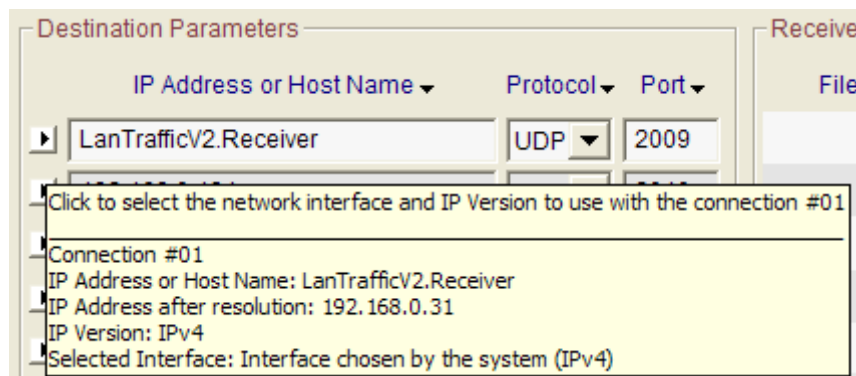 Destination Parameters
Receive
IP Address or Host Name
Protocol
Port
File
LanTrafficV2.Receiver
UDP
2009
Click to select the network interface and IP Version to use with the connection #01
Connection #01
IP Address or Host Name: LanTrafficV2.Receiver
IP Address after resolution: 192.168.0.31
IP Version: IPv4
Selected Interface: Interface chosen by the system (IPv4)